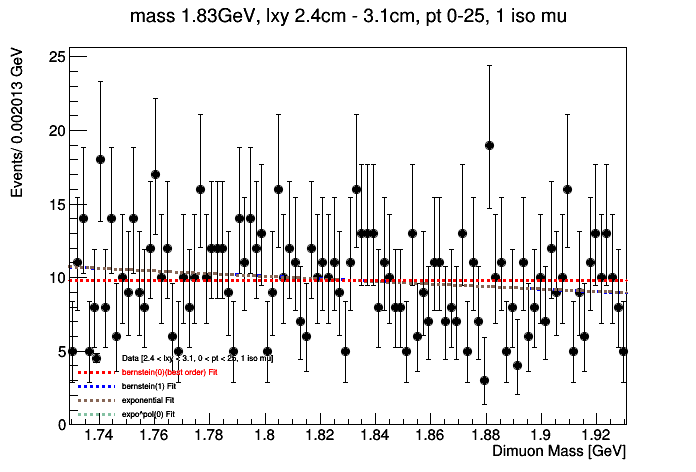 mass 1.83GeV, lxy 2.4cm - 3.1cm, pt 0-25, 1 iso mu
Events/ 0.002013 GeV
25
20
15
10
5
0
Data [2.4 < lxy < 3.1, 0 < pt < 25, 1 iso mu]
bernstein(0)(best order) Fit
bernstein(1) Fit
exponential Fit
expo*pol(0) Fit
1.74 1.76 1.78 1.8 1.82 1.84 1.86 1.88 1.9 1.92
Dimuon Mass [GeV]